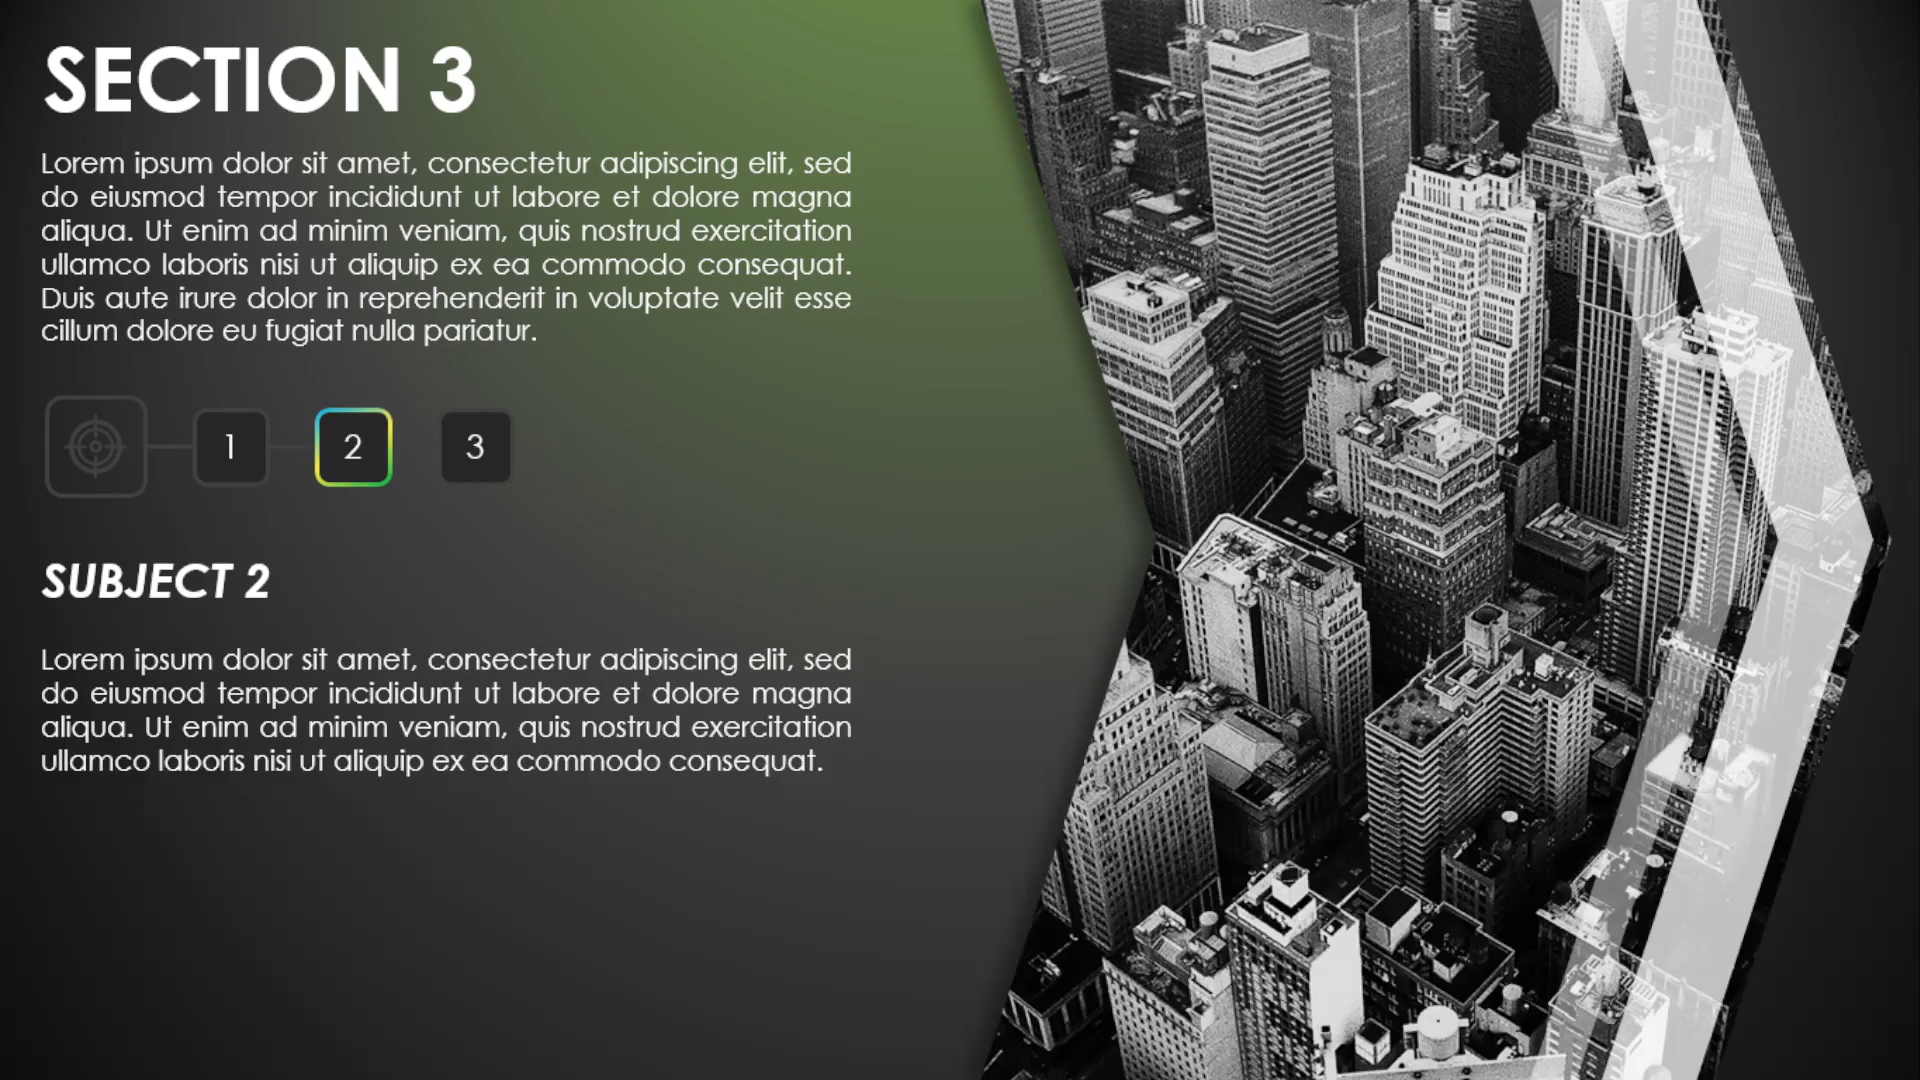 SECTION 3
Lorem ipsum dolor sit amet, consectetur adipiscing elit, sed
do eiusmod tempor incididunt ut labore et dolore magna
aliqua. Ut enim ad minim veniam, quis nostrud exercitation
ullamco laboris nisi ut aliquip ex ea commodo consequat.
Duis aute irure dolor in reprehenderit in voluptate velit esse
cillum dolore eu fugiat nulla pariatur.
1 2 3
SUBJECT 2
Lorem ipsum dolor sit amet, consectetur adipiscing elit, sed
do eiusmod tempor incididunt ut labore et dolore magna
aliqua. Ut enim ad minim veniam, quis nostrud exercitation
ullamco laboris nisi ut aliquip ex ea commodo consequat.